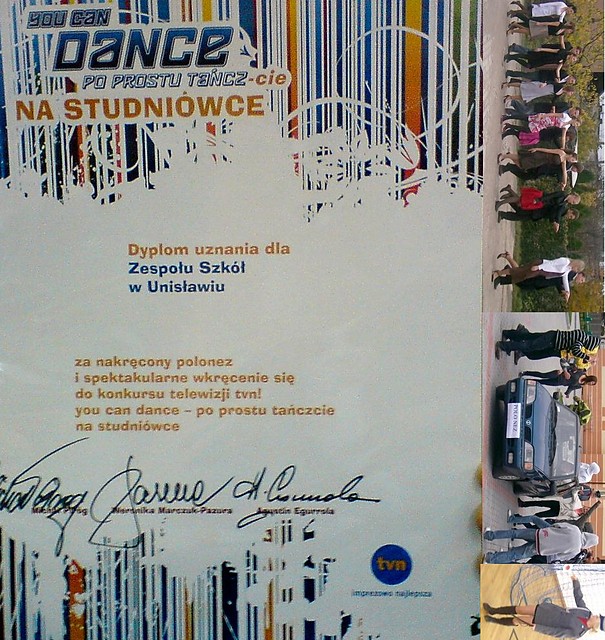 YOU CAN
DANCE
PO PROSTU TAŃCZ-cie
NA STUDNIÓWCE
Dyplom uznania dla
Zespołu Szkół
w Unisławiu
za nakręcony polonez
i spektakularne wkręcenie się
do konkursu telewizji tvn!
you can dance – po prostu tańczcie
na studniówce
Weronika Marczuk-Pazura
Agustin Egurrola
tvn
imprezowo najlepsza